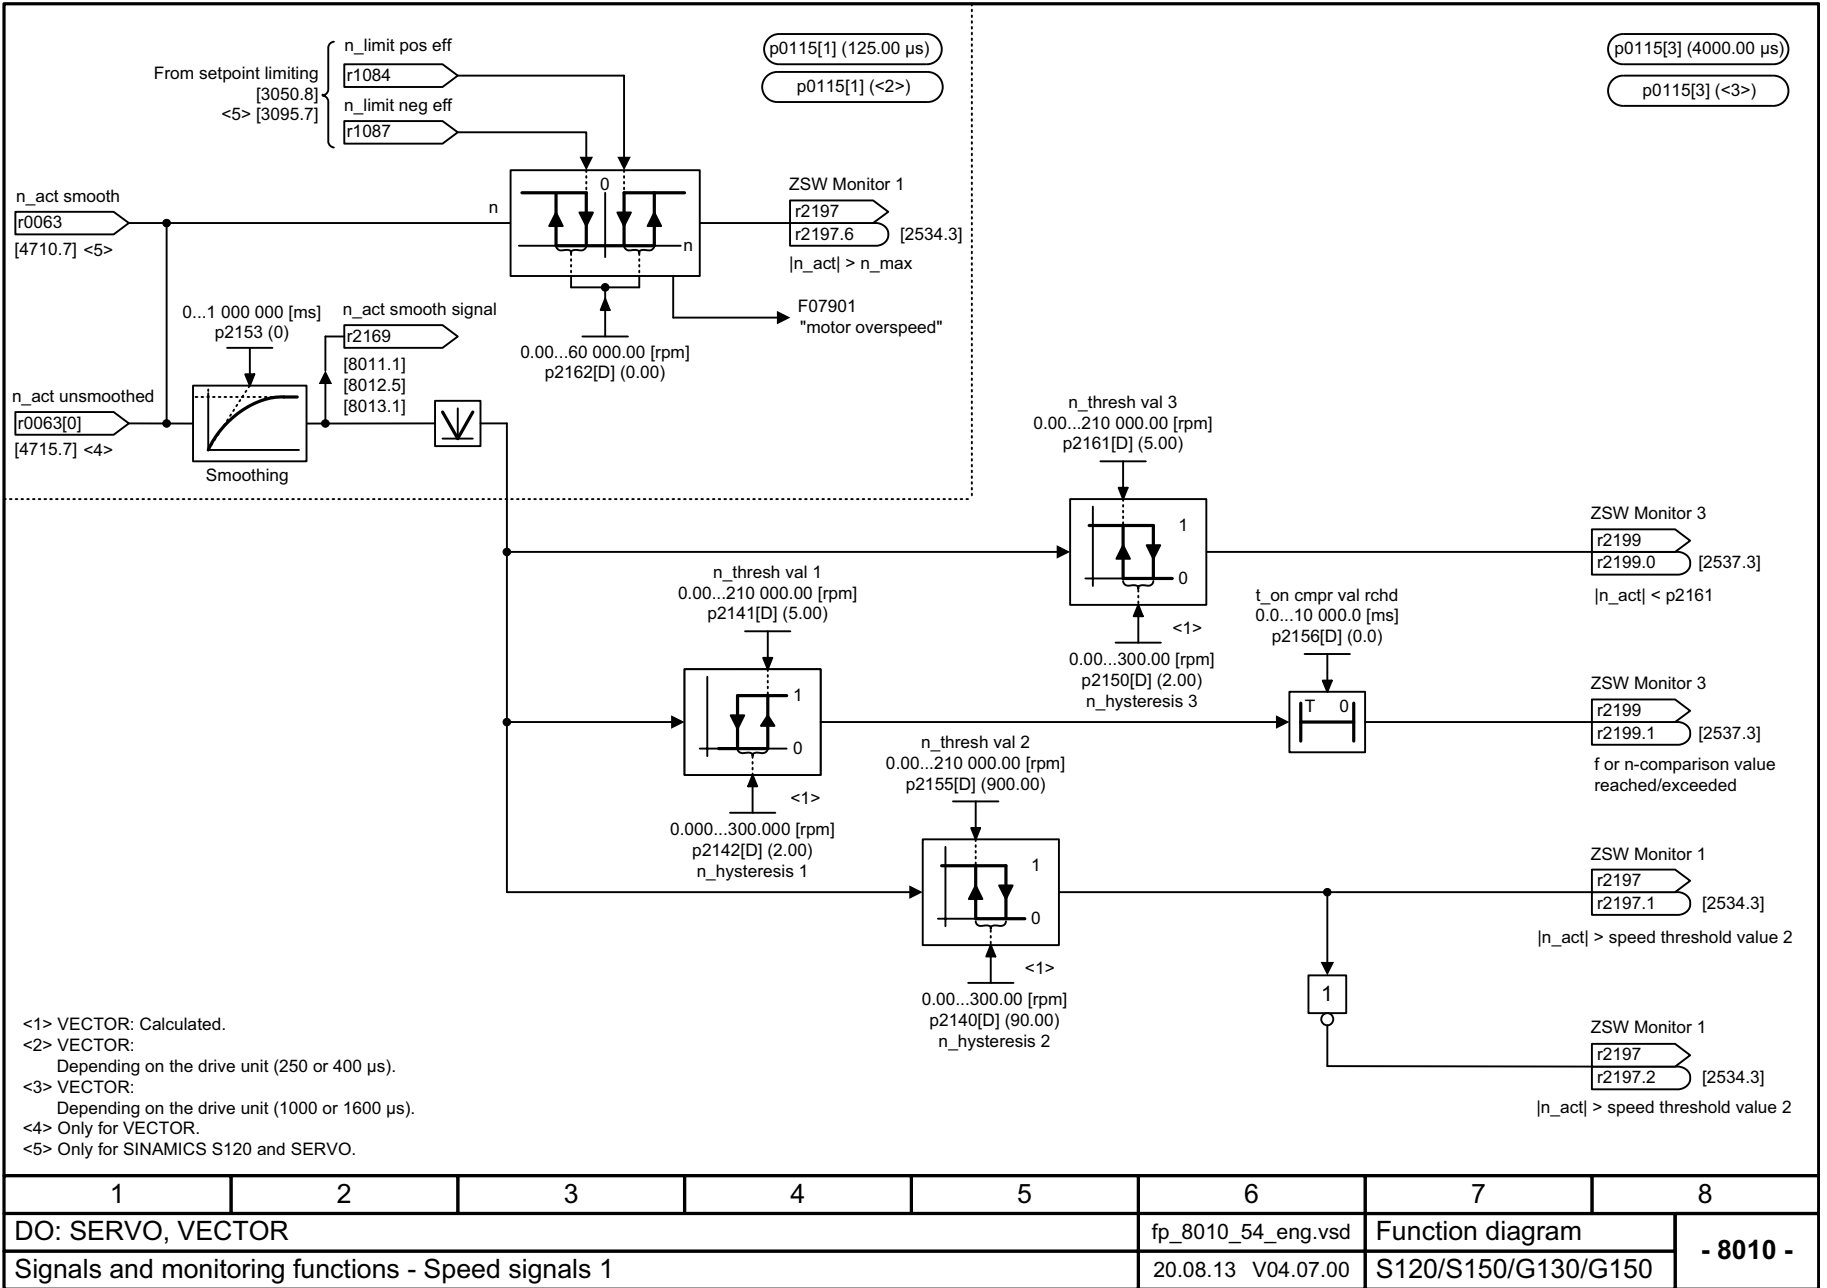 n_limit pos eff
From setpoint limiting
[3050.8]
<5> [3095.7]
r1084
n_limit neg eff
r1087
p0115[1] (125.00 µs)
p0115[1] (<2>)
p0115[3] (4000.00 µs)
p0115[3] (<3>)
n_act smooth
r0063
[4710.7] <5>
n
0
n
ZSW Monitor 1
r2197
r2197.6
[2534.3]
|n_act| > n_max
F07901
"motor overspeed"
0.00...60 000.00 [rpm]
p2162[D] (0.00)
0...1 000 000 [ms]
p2153 (0)
n_act smooth signal
r2169
[8011.1]
[8012.5]
[8013.1]
n_act unsmoothed
r0063[0]
[4715.7] <4>
Smoothing
n_thresh val 3
0.00...210 000.00 [rpm]
p2161[D] (5.00)
1
0
<1>
0.00...300.00 [rpm]
p2150[D] (2.00)
n_hysteresis 3
ZSW Monitor 3
r2199
r2199.0
[2537.3]
|n_act| < p2161
n_thresh val 1
0.00...210 000.00 [rpm]
p2141[D] (5.00)
1
0
<1>
0.000...300.000 [rpm]
p2142[D] (2.00)
n_hysteresis 1
t_on cmpr val rchd
0.0...10 000.0 [ms]
p2156[D] (0.0)
T 0
ZSW Monitor 3
r2199
r2199.1
[2537.3]
f or n-comparison value
reached/exceeded
n_thresh val 2
0.00...210 000.00 [rpm]
p2155[D] (900.00)
1
0
<1>
0.00...300.00 [rpm]
p2140[D] (90.00)
n_hysteresis 2
ZSW Monitor 1
r2197
r2197.1
[2534.3]
|n_act| > speed threshold value 2
1
ZSW Monitor 1
r2197
r2197.2
[2534.3]
|n_act| > speed threshold value 2
<1> VECTOR: Calculated.
<2> VECTOR:
Depending on the drive unit (250 or 400 µs).
<3> VECTOR:
Depending on the drive unit (1000 or 1600 µs).
<4> Only for VECTOR.
<5> Only for SINAMICS S120 and SERVO.
1 2 3 4 5 6 7 8
DO: SERVO, VECTOR
fp_8010_54_eng.vsd
Function diagram
- 8010 -
Signals and monitoring functions - Speed signals 1
20.08.13 V04.07.00
S120/S150/G130/G150